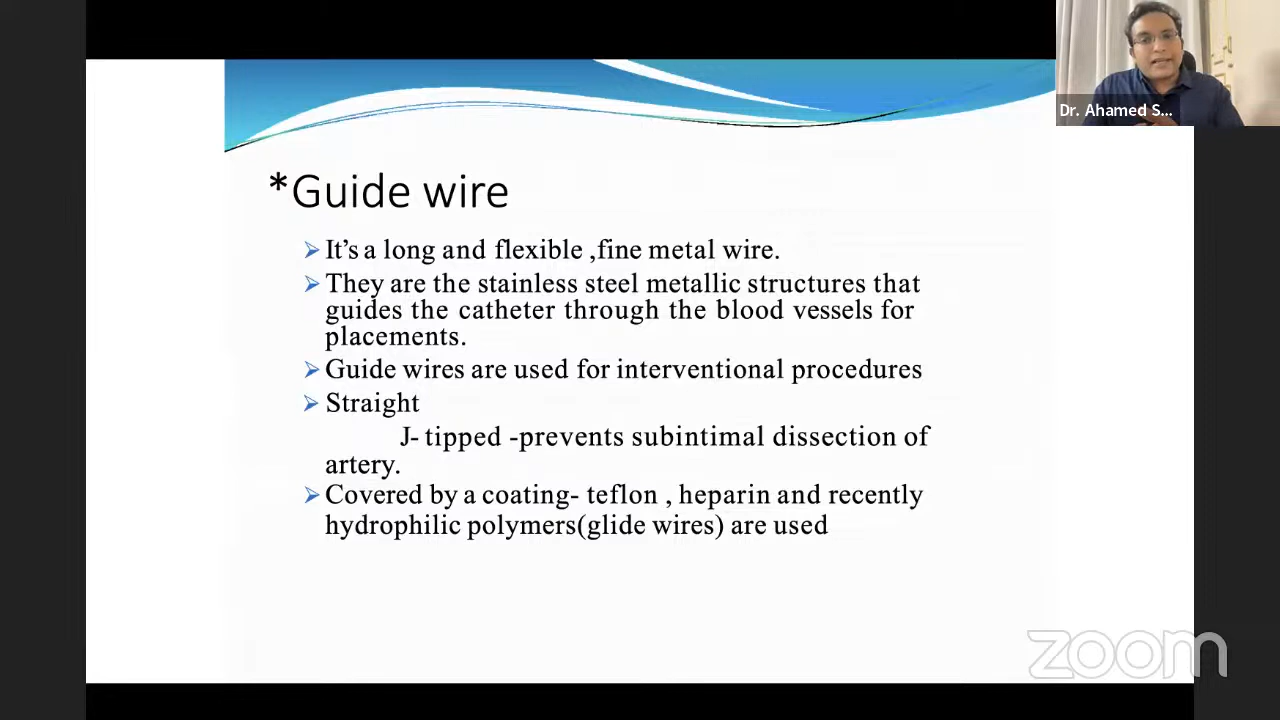 Dr. Ahamed S...
*Guide wire
It's a long and flexible ,fine metal wire.
They are the stainless steel metallic structures that
guides the catheter through the blood vessels for
placements.
Guide wires are used for interventional procedures
Straight
J- tipped -prevents subintimal dissection of
artery.
Covered by a coating- teflon , heparin and recently
hydrophilic polymers(glide wires) are used
zoom